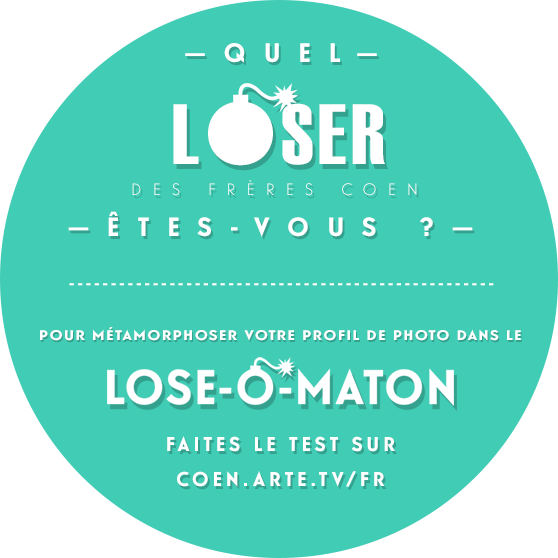 — QUEL —
LOSER
DES FRÈRES COEN
— ÊTES-VOUS ? —
POUR MÉTAMORPHOSER VOTRE PROFIL DE PHOTO DANS LE
LOSE-O-MATON
FAITES LE TEST SUR
COEN.ARTE.TV/FR